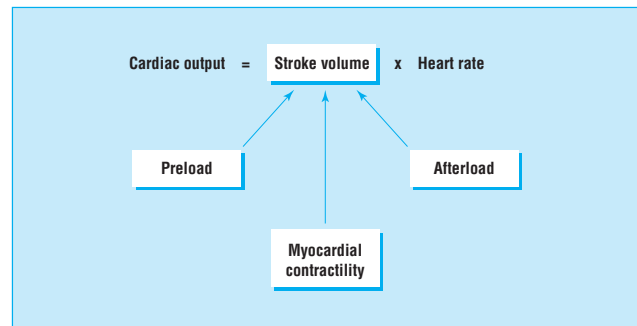 Cardiac output = Stroke volume x Heart rate
Preload
Afterload
Myocardial
contractility